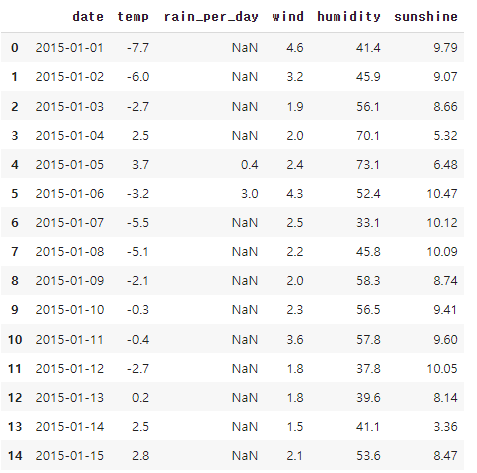 date temp rain_per_day wind humidity sunshine
0 2015-01-01 -7.7 NaN 4.6 41.4 9.79
1 2015-01-02 -6.0 NaN 3.2 45.9 9.07
2 2015-01-03 -2.7 NaN 1.9 56.1 8.66
3 2015-01-04 2.5 NaN 2.0 70.1 5.32
4 2015-01-05 3.7 0.4 2.4 73.1 6.48
5 2015-01-06 -3.2 3.0 4.3 52.4 10.47
6 2015-01-07 -5.5 NaN 2.5 33.1 10.12
7 2015-01-08 -5.1 NaN 2.2 45.8 10.09
8 2015-01-09 -2.1 NaN 2.0 58.3 8.74
9 2015-01-10 -0.3 NaN 2.3 56.5 9.41
10 2015-01-11 -0.4 NaN 3.6 57.8 9.60
11 2015-01-12 -2.7 NaN 1.8 37.8 10.05
12 2015-01-13 0.2 NaN 1.8 39.6 8.14
13 2015-01-14 2.5 NaN 1.5 41.1 3.36
14 2015-01-15 2.8 NaN 2.1 53.6 8.47